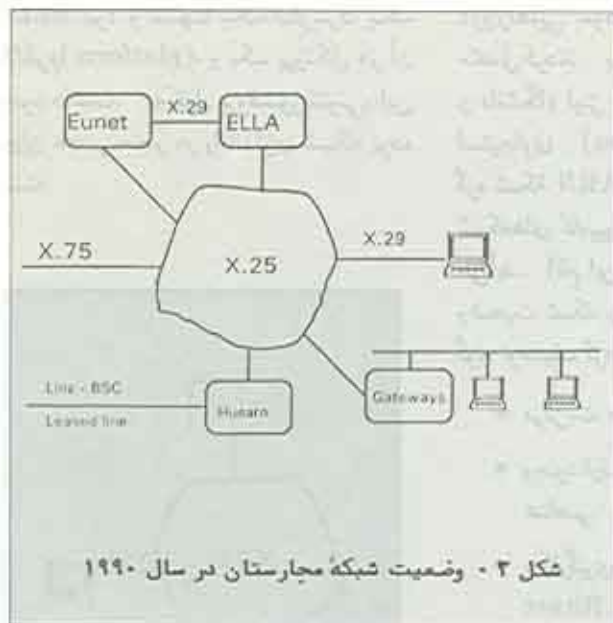 Eunet
X.29
ELLA
X.75
X.25
X.29
Line - BSC
Leased line
Husarn
Gateways
شکل ۳ - وضعیت شبکهٔ مجارستان در سال ۱۹۹۰